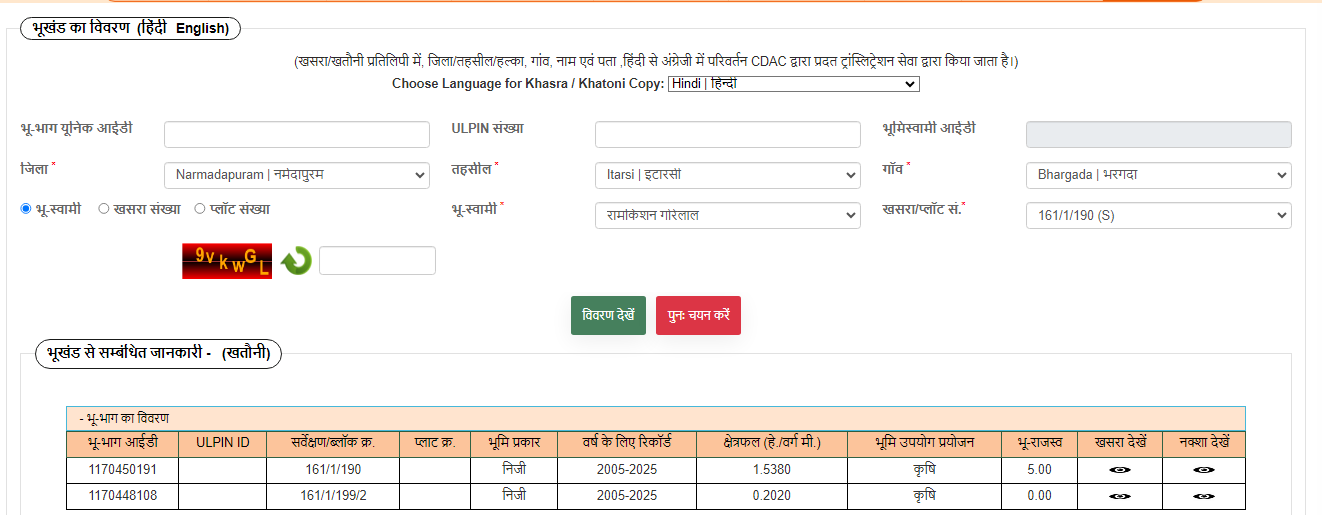 भूखंड का विवरण (हिंदी English)
(खसरा/खतौनी प्रतिलिपी में, जिला/तहसील/हल्का, गांव, नाम एवं पता ,हिंदी से अंग्रेजी में परिवर्तन CDAC द्वारा प्रदत ट्रांस्लिट्रेशन सेवा द्वारा किया जाता है।)
Choose Language for Khasra / Khatoni Copy: Hindi | हिन्दी
भू-भाग यूनिक आईडी ULPIN संख्या भूमिस्वामी आईडी
जिला * Narmadapuram | नर्मदापुरम तहसील * Itarsi | इटारसी गाँव * Bhargada | भरगदा
भू-स्वामी खसरा संख्या प्लॉट संख्या भू-स्वामी * रामकिशन गोरेलाल खसरा/प्लॉट सं.* 161/1/190 (S)
9vkwGL
विवरण देखें पुनः चयन करें
भूखंड से सम्बंधित जानकारी - (खतौनी)
- भू-भाग का विवरण
भू-भाग आईडी ULPIN ID सर्वेक्षण/ब्लॉक क्र. प्लाट क्र. भूमि प्रकार वर्ष के लिए रिकॉर्ड क्षेत्रफल (हे./वर्ग मी.) भूमि उपयोग प्रयोजन भू-राजस्व खसरा देखें नक्शा देखें
1170450191 161/1/190 निजी 2005-2025 1.5380 कृषि 5.00
1170448108 161/1/199/2 निजी 2005-2025 0.2020 कृषि 0.00